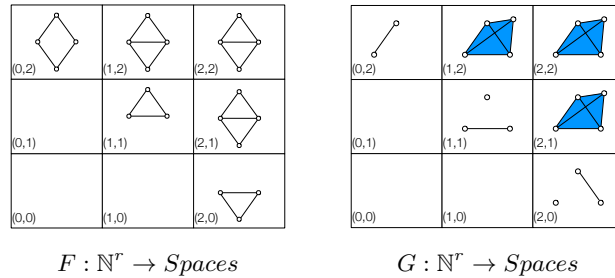 (0,2) (1,2) (2,2) (0,2) (1,2) (2,2)
(0,1) (1,1) (2,1) (0,1) (1,1) (2,1)
(0,0) (1,0) (2,0) (0,0) (1,0) (2,0)
F : ℕ^r → Spaces G : ℕ^r → Spaces